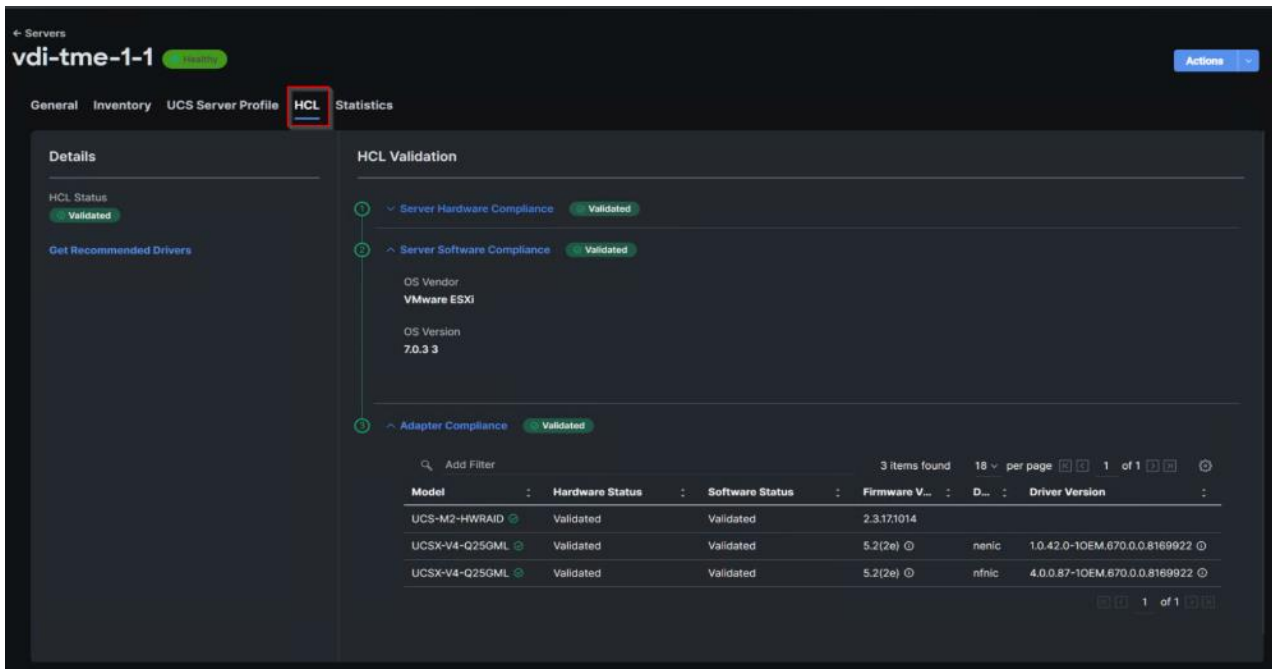 ← Servers
vdi-tme-1-1 Healthy
Actions
General Inventory UCS Server Profile HCL Statistics
Details
HCL Status
Validated
Get Recommended Drivers
HCL Validation
1 Server Hardware Compliance Validated
2 Server Software Compliance Validated
OS Vendor
VMware ESXi
OS Version
7.0.3 3
3 Adapter Compliance Validated
Add Filter 3 items found 18 per page 1 of 1
Model Hardware Status Software Status Firmware V... D... Driver Version
UCS-M2-HWRAID Validated Validated 2.3.17.1014
UCSX-V4-Q25GML Validated Validated 5.2(2e) nenic 1.0.42.0-1OEM.670.0.0.8169922
UCSX-V4-Q25GML Validated Validated 5.2(2e) nfnic 4.0.0.87-1OEM.670.0.0.8169922
1 of 1